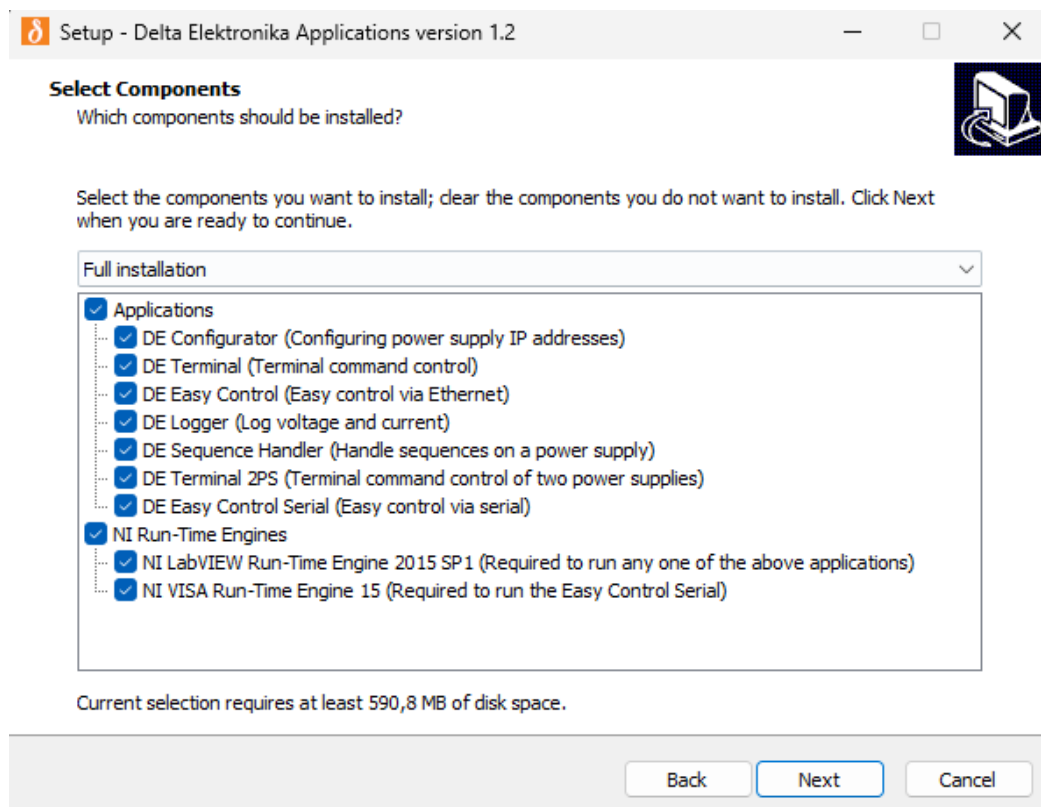 Setup - Delta Elektronika Applications version 1.2
Select Components
Which components should be installed?
Select the components you want to install; clear the components you do not want to install. Click Next
when you are ready to continue.
Full installation
Applications
DE Configurator (Configuring power supply IP addresses)
DE Terminal (Terminal command control)
DE Easy Control (Easy control via Ethernet)
DE Logger (Log voltage and current)
DE Sequence Handler (Handle sequences on a power supply)
DE Terminal 2PS (Terminal command control of two power supplies)
DE Easy Control Serial (Easy control via serial)
NI Run-Time Engines
NI LabVIEW Run-Time Engine 2015 SP1 (Required to run any one of the above applications)
NI VISA Run-Time Engine 15 (Required to run the Easy Control Serial)
Current selection requires at least 590,8 MB of disk space.
Back
Next
Cancel